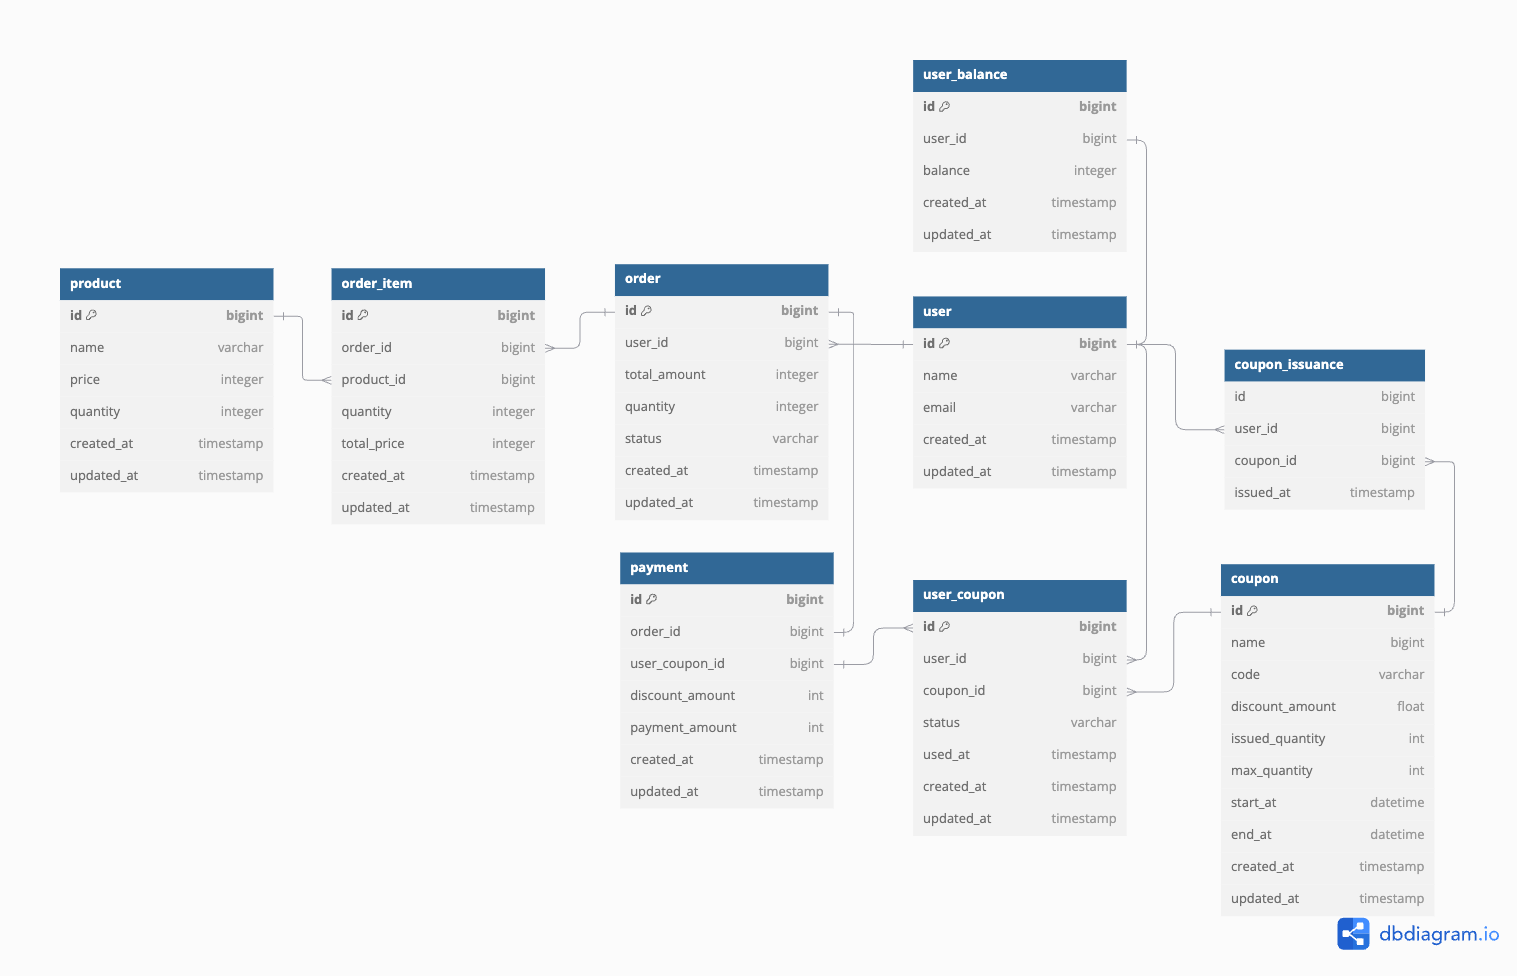 user_balance
id bigint
user_id bigint
balance integer
created_at timestamp
updated_at timestamp
product
id bigint
name varchar
price integer
quantity integer
created_at timestamp
updated_at timestamp
order_item
id bigint
order_id bigint
product_id bigint
quantity integer
total_price integer
created_at timestamp
updated_at timestamp
order
id bigint
user_id bigint
total_amount integer
quantity integer
status varchar
created_at timestamp
updated_at timestamp
user
id bigint
name varchar
email varchar
created_at timestamp
updated_at timestamp
coupon_issuance
id bigint
user_id bigint
coupon_id bigint
issued_at timestamp
payment
id bigint
order_id bigint
user_coupon_id bigint
discount_amount int
payment_amount int
created_at timestamp
updated_at timestamp
user_coupon
id bigint
user_id bigint
coupon_id bigint
status varchar
used_at timestamp
created_at timestamp
updated_at timestamp
coupon
id bigint
name bigint
code varchar
discount_amount float
issued_quantity int
max_quantity int
start_at datetime
end_at datetime
created_at timestamp
updated_at timestamp
dbdiagram.io